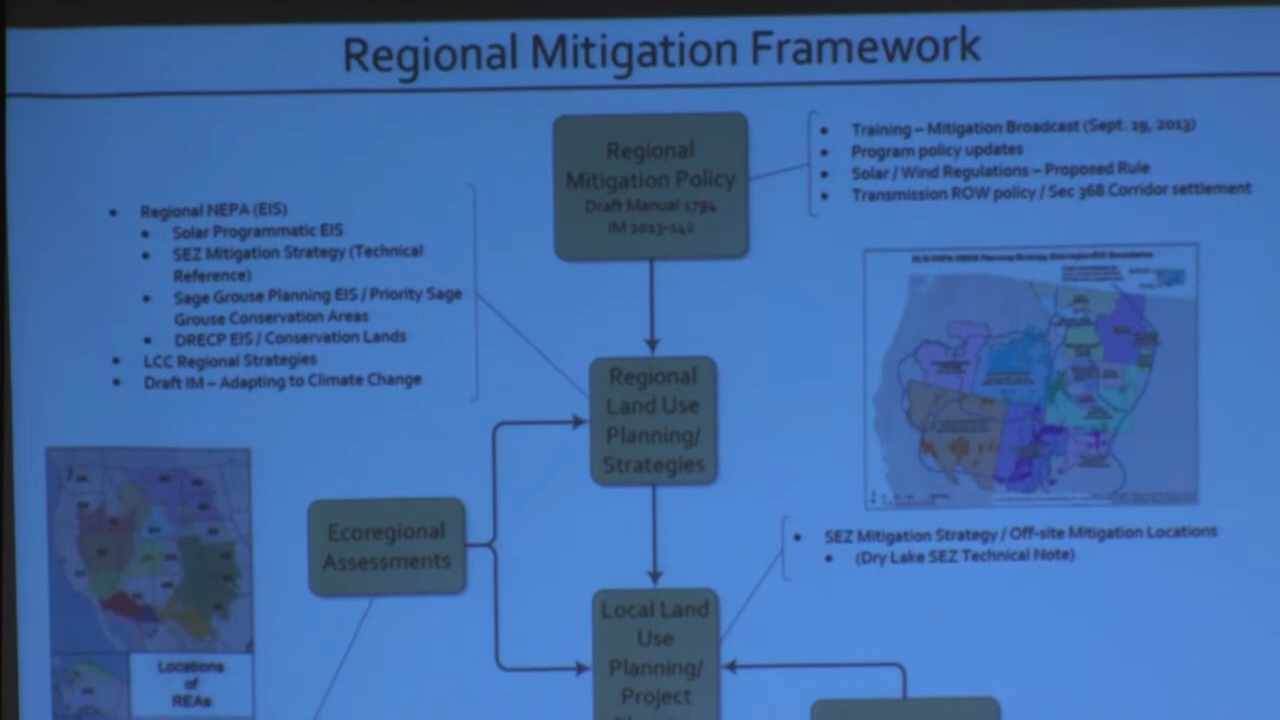 Regional Mitigation Framework
Regional
Mitigation Policy
Draft Manual 1794
IM 2013-142
• Training – Mitigation Broadcast (Sept. 19, 2013)
• Program policy updates
• Solar / Wind Regulations – Proposed Rule
• Transmission ROW policy / Sec 368 Corridor settlement
• Regional NEPA (EIS)
• Solar Programmatic EIS
• SEZ Mitigation Strategy (Technical
Reference)
• Sage Grouse Planning EIS / Priority Sage
Grouse Conservation Areas
• DRECP EIS / Conservation Lands
• LCC Regional Strategies
• Draft IM – Adapting to Climate Change
Regional
Land Use
Planning/
Strategies
Ecoregional
Assessments
• SEZ Mitigation Strategy / Off-site Mitigation Locations
• (Dry Lake SEZ Technical Note)
Local Land
Use
Planning/
Project
Locations
of
REAs